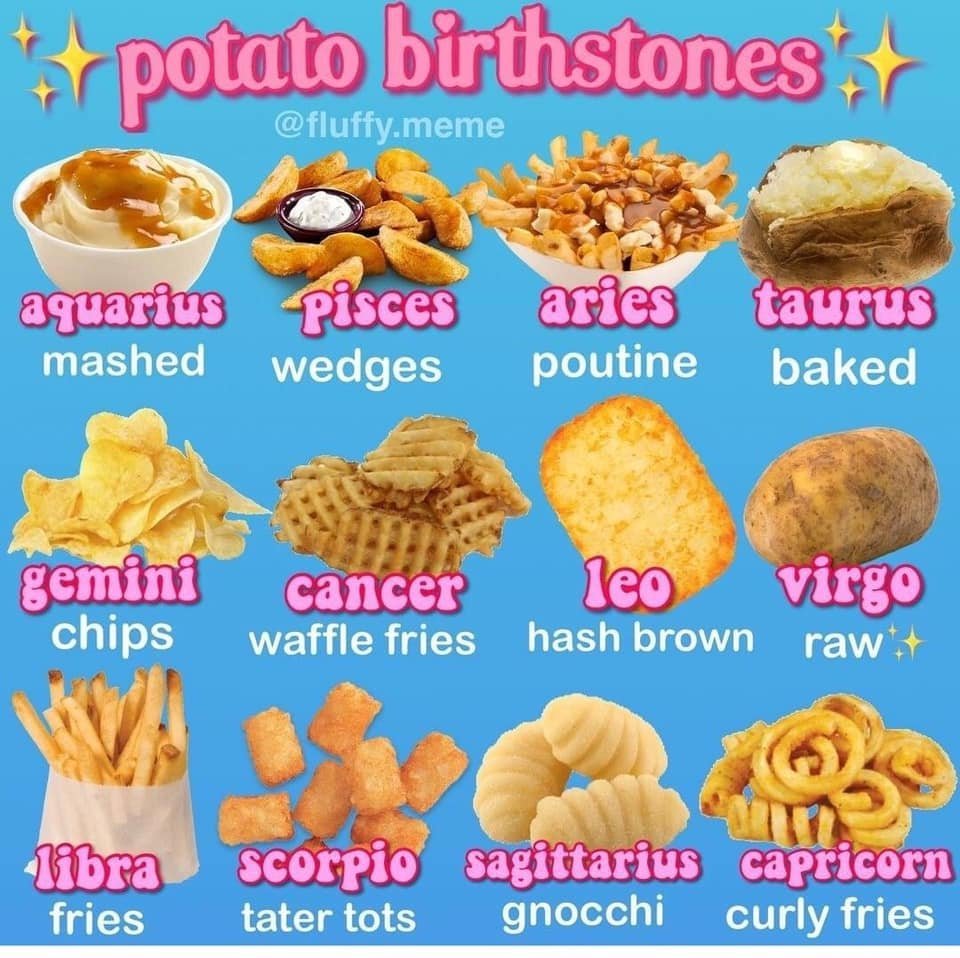 potato birthstones
@fluffy.meme
aquarius pisces aries taurus
mashed wedges poutine baked
gemini cancer leo virgo
chips waffle fries hash brown raw✨
libra scorpio sagittarius capricorn
fries tater tots gnocchi curly fries